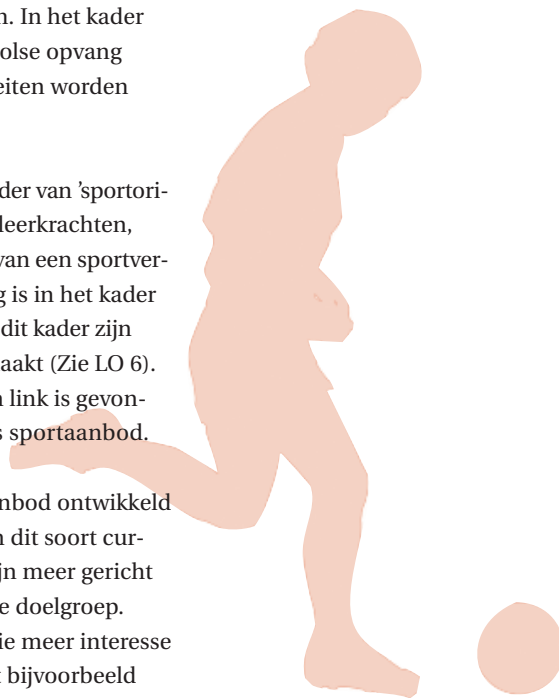 n. In het kader
olse opvang
eiten worden
der van 'sportori-
leerkrachten,
van een sportver-
g is in het kader
dit kader zijn
aakt (Zie LO 6).
n link is gevon-
s sportaanbod.
anbod ontwikkeld
n dit soort cur-
ijn meer gericht
e doelgroep.
ie meer interesse
t bijvoorbeeld